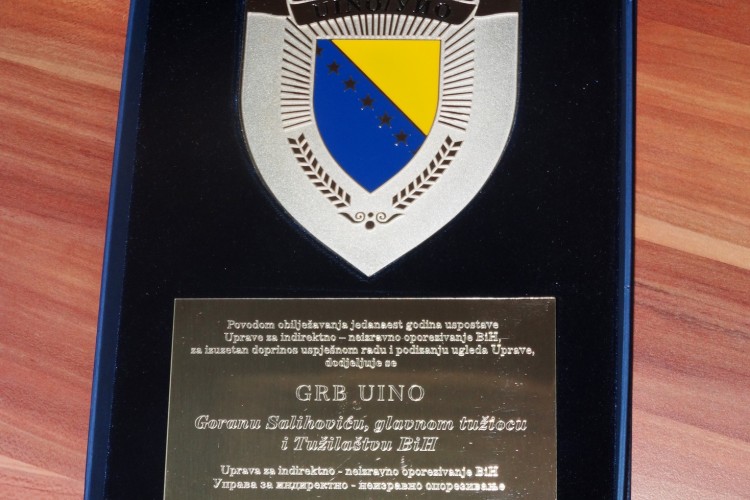 UINO/УИО
Povodom obilježavanja jedanaest godina uspostave
Uprave za indirektno – neizravno oporezivanje BiH,
za izuzetan doprinos uspješnom radu i podizanju ugleda Uprave,
dodjeljuje se
GRB UINO
Goranu Salihoviću, glavnom tužiocu
i Tužilaštvu BiH
Uprava za indirektno - neizravno oporezivanje BiH
Управа за индиректно - неизравно опорезивање